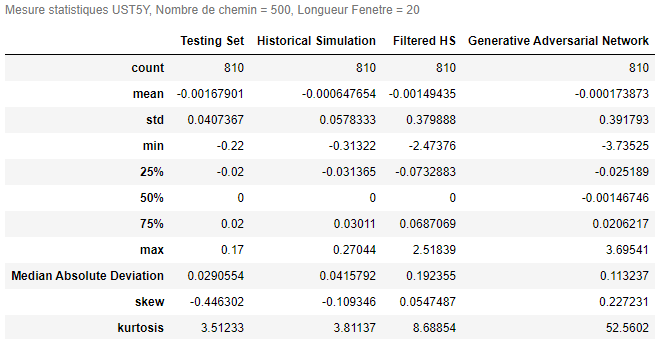 Mesure statistiques UST5Y, Nombre de chemin = 500, Longueur Fenetre = 20
Testing Set Historical Simulation Filtered HS Generative Adversarial Network
count 810 810 810 810
mean -0.00167901 -0.000647654 -0.00149435 -0.000173873
std 0.0407367 0.0578333 0.379888 0.391793
min -0.22 -0.31322 -2.47376 -3.73525
25% -0.02 -0.031365 -0.0732883 -0.025189
50% 0 0 0 -0.00146746
75% 0.02 0.03011 0.0687069 0.0206217
max 0.17 0.27044 2.51839 3.69541
Median Absolute Deviation 0.0290554 0.0415792 0.192355 0.113237
skew -0.446302 -0.109346 0.0547487 0.227231
kurtosis 3.51233 3.81137 8.68854 52.5602